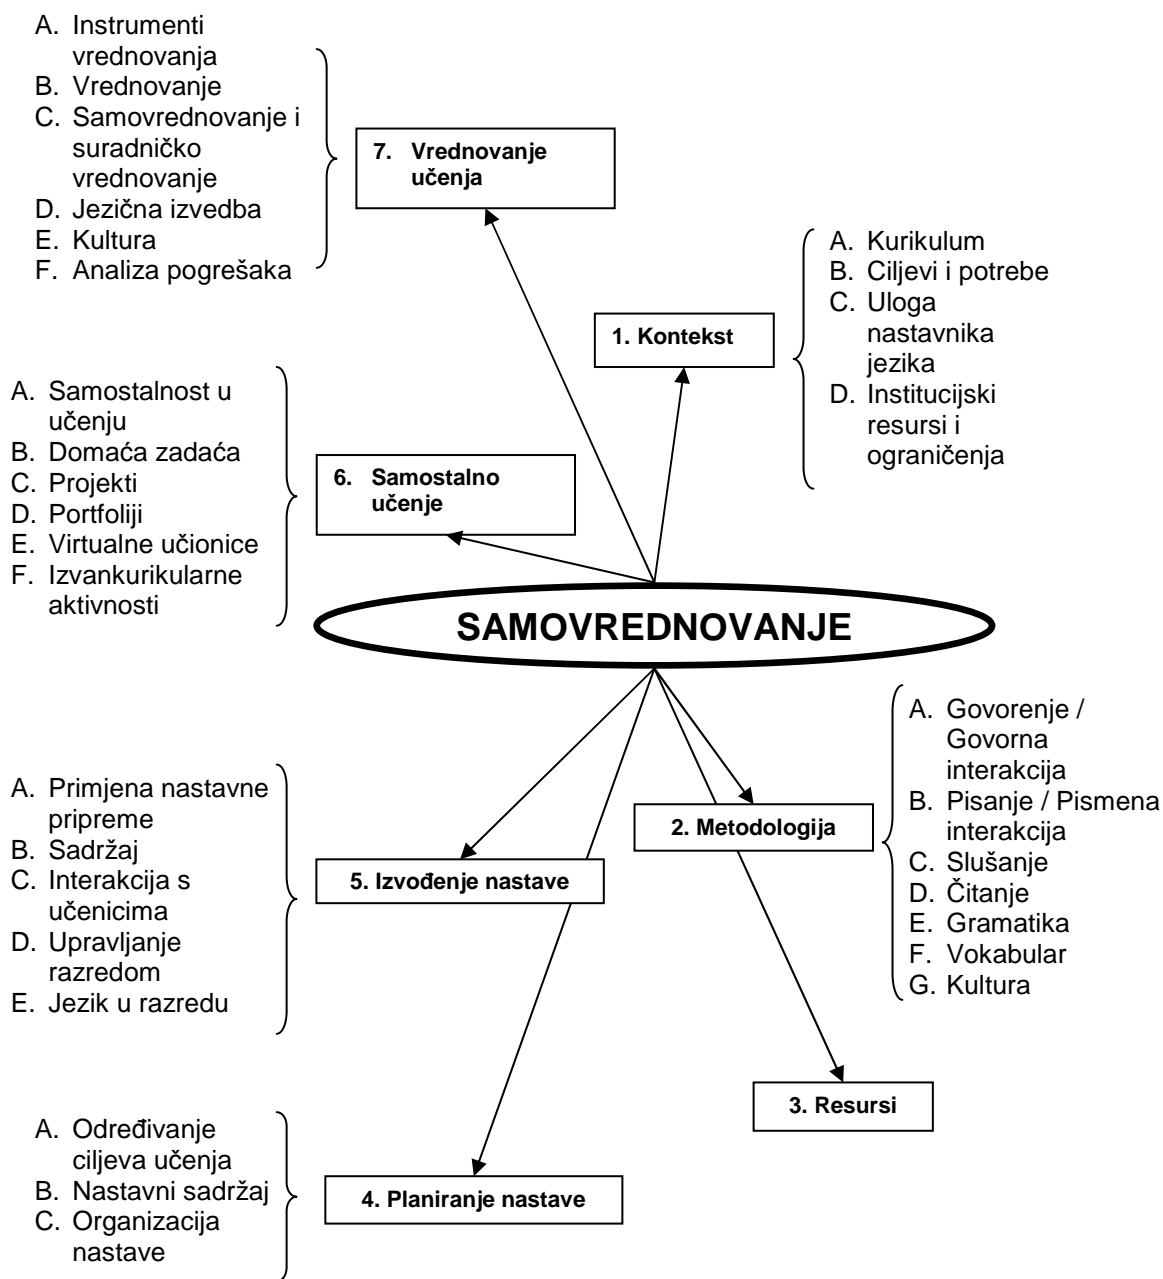 A. Instrumenti
vrednovanja
B. Vrednovanje
C. Samovrednovanje i
suradničko
vrednovanje
D. Jezična izvedba
E. Kultura
F. Analiza pogrešaka
7. Vrednovanje
učenja
A. Kurikulum
B. Ciljevi i potrebe
C. Uloga
nastavnika
jezika
D. Institucijski
resursi i
ograničenja
1. Kontekst
A. Samostalnost u
učenju
B. Domaća zadaća
C. Projekti
D. Portfoliji
E. Virtualne učionice
F. Izvankurikularne
aktivnosti
6. Samostalno
učenje
SAMOVREDNOVANJE
A. Govorenje /
Govorna
interakcija
B. Pisanje / Pismena
interakcija
C. Slušanje
D. Čitanje
E. Gramatika
F. Vokabular
G. Kultura
2. Metodologija
A. Primjena nastavne
pripreme
B. Sadržaj
C. Interakcija s
učenicima
D. Upravljanje
razredom
E. Jezik u razredu
5. Izvođenje nastave
3. Resursi
A. Određivanje
ciljeva učenja
B. Nastavni sadržaj
C. Organizacija
nastave
4. Planiranje nastave